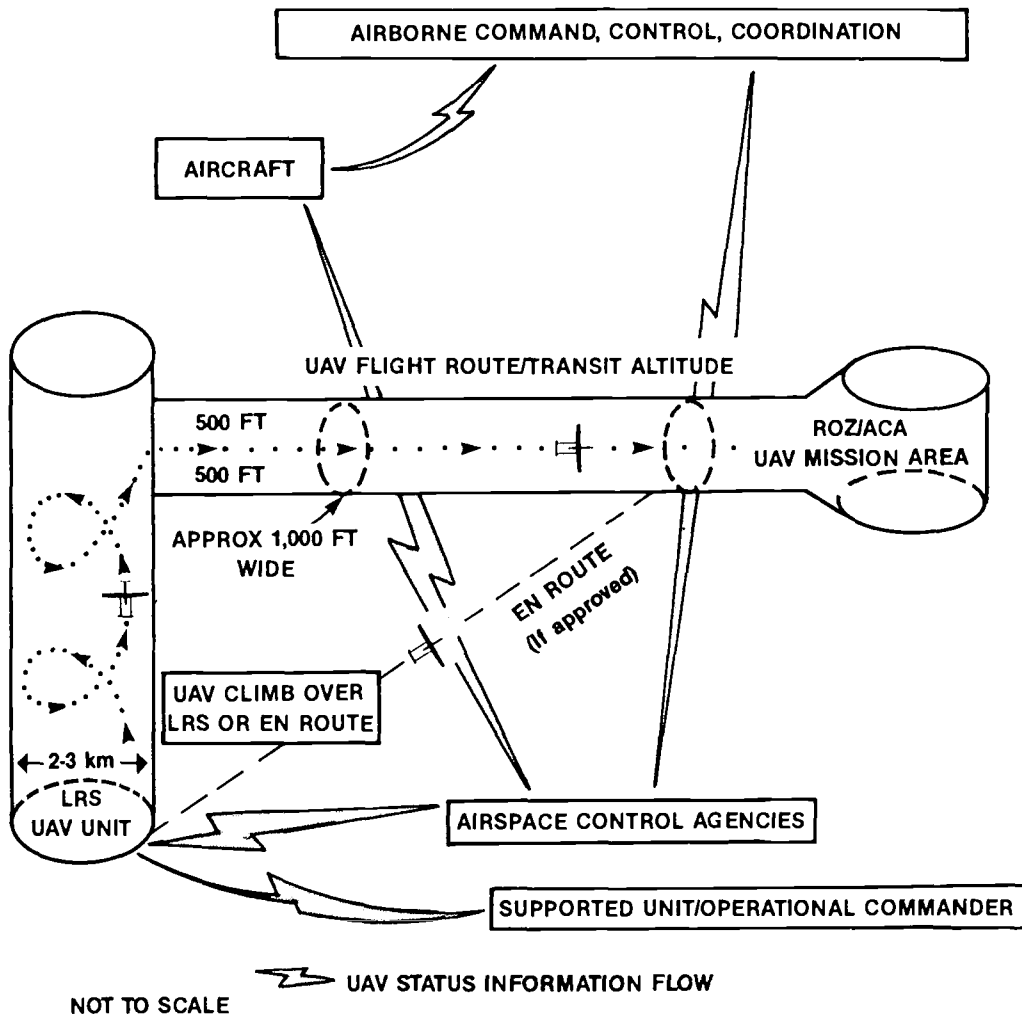 AIRBORNE COMMAND, CONTROL, COORDINATION
AIRCRAFT
UAV FLIGHT ROUTE/TRANSIT ALTITUDE
500 FT
500 FT
ROZ/ACA
UAV MISSION AREA
APPROX 1,000 FT
WIDE
EN ROUTE
(If approved)
UAV CLIMB OVER
LRS OR EN ROUTE
2-3 km
LRS
UAV UNIT
AIRSPACE CONTROL AGENCIES
SUPPORTED UNIT/OPERATIONAL COMMANDER
UAV STATUS INFORMATION FLOW
NOT TO SCALE